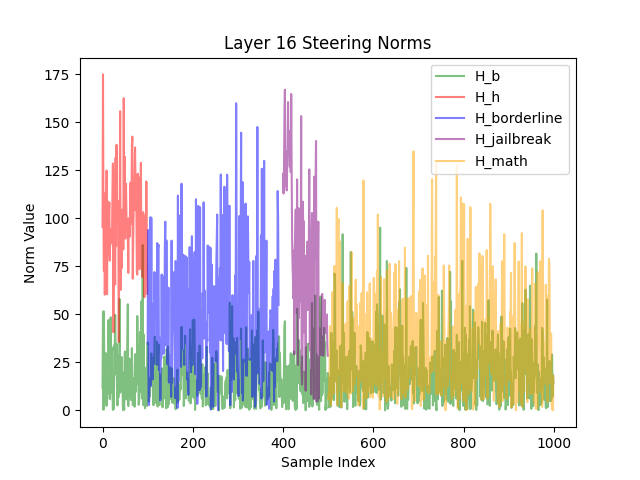 Layer 16 Steering Norms
Norm Value
175
150
125
100
75
50
25
0
H_b
H_h
H_borderline
H_jailbreak
H_math
0 200 400 600 800 1000
Sample Index